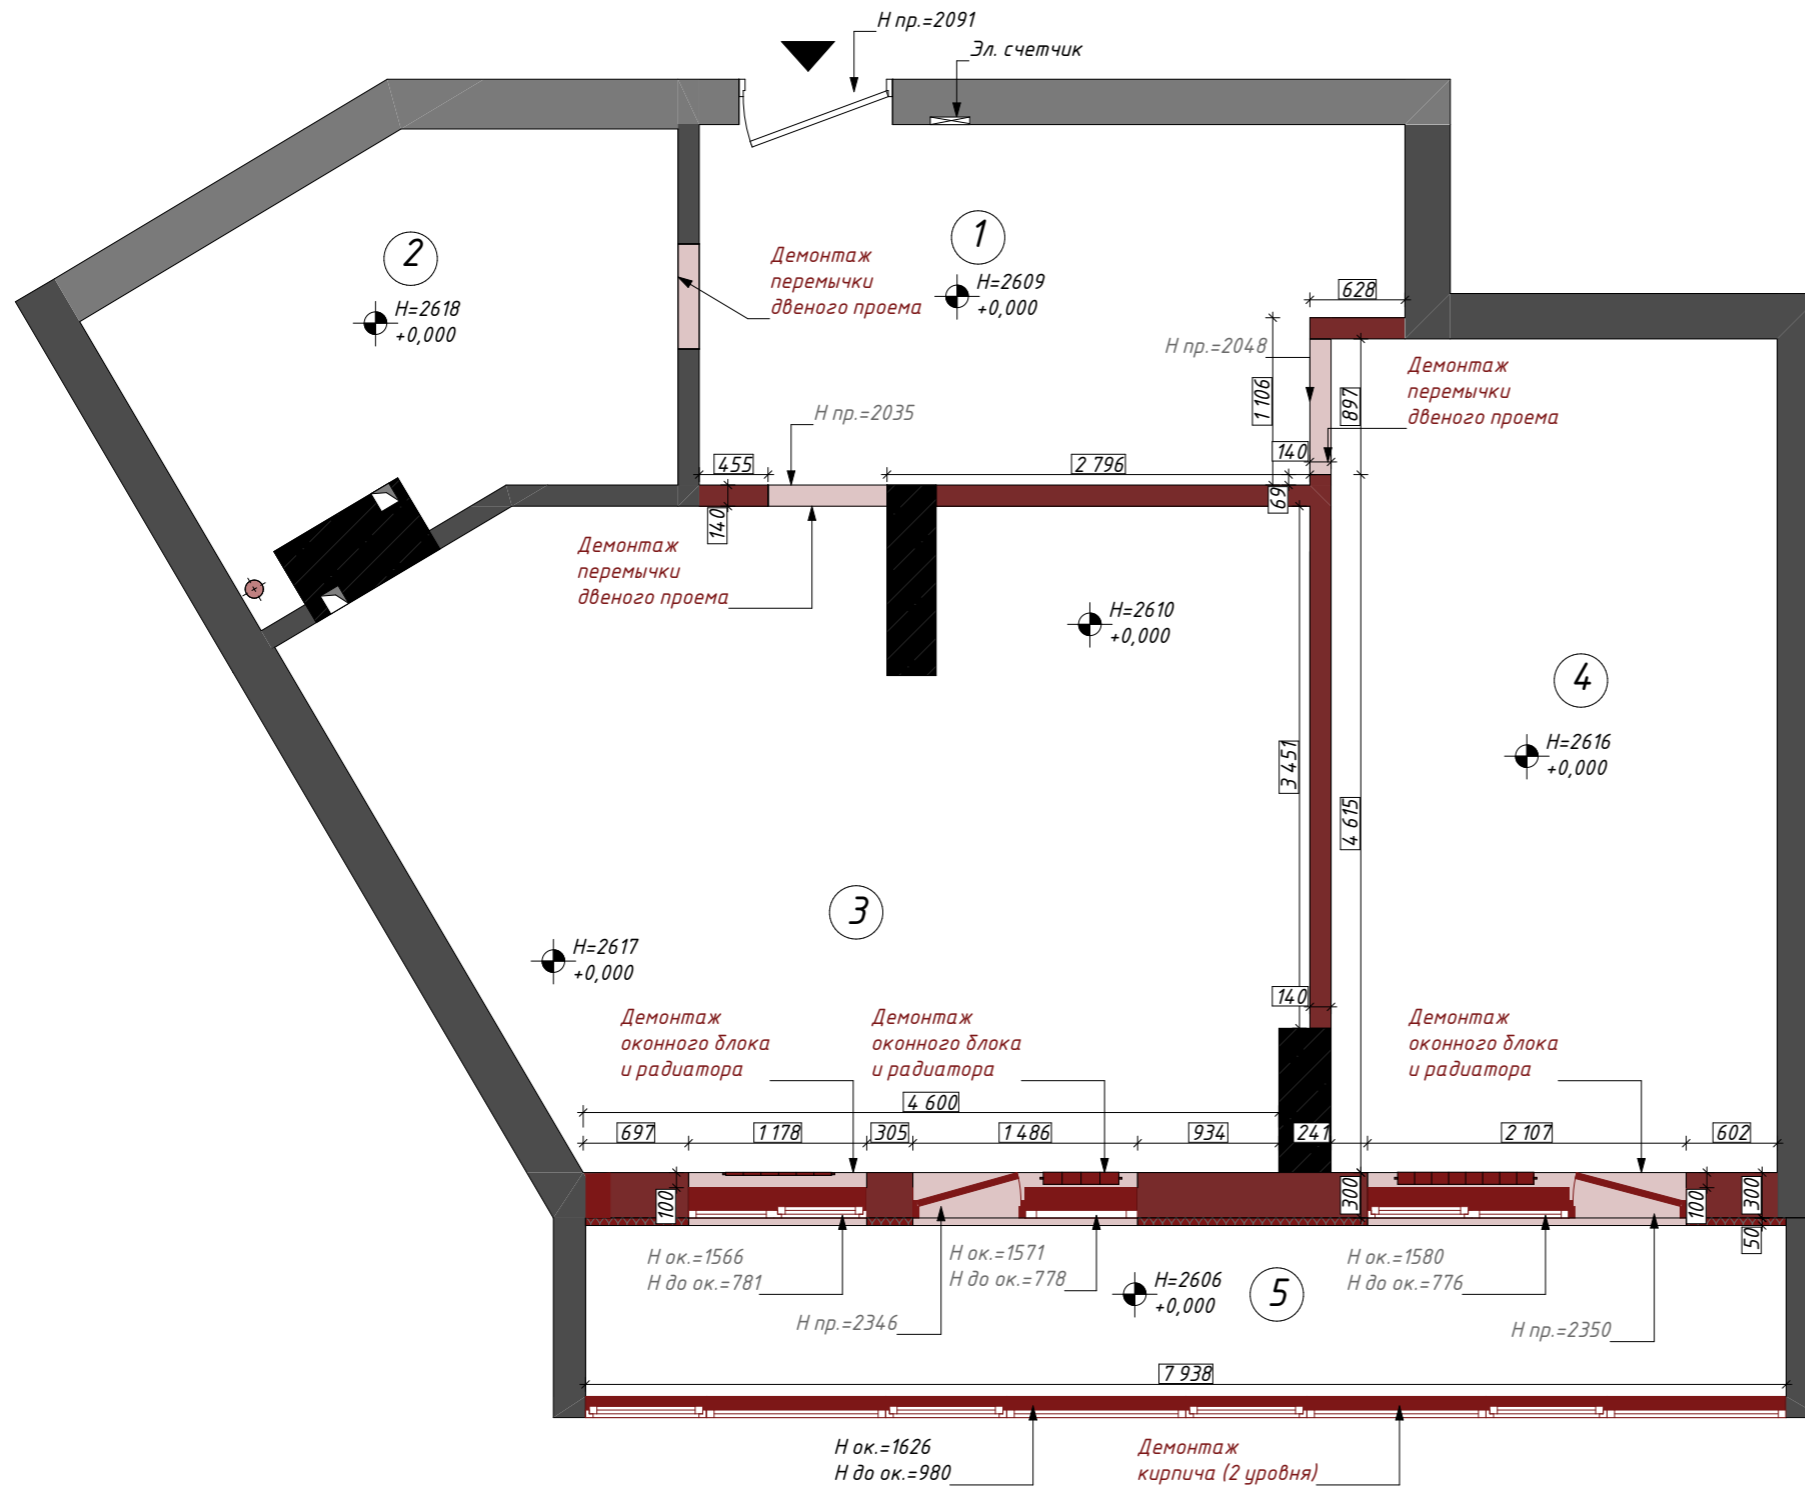 Н пр.=2091
Эл. счетчик
2
Н=2618
+0,000
Демонтаж
перемычки
двеного проема
1
Н=2609
+0,000
628
Н пр.=2048
1 106
897
Демонтаж
перемычки
двеного проема
Н пр.=2035
455
2 796
140
69
140
Демонтаж
перемычки
двеного проема
Н=2610
+0,000
4
Н=2616
+0,000
3 451
4 615
3
Н=2617
+0,000
140
Демонтаж
оконного блока
и радиатора
Демонтаж
оконного блока
и радиатора
Демонтаж
оконного блока
и радиатора
4 600
697
1 178
305
1 486
934
241
2 107
602
100
300
100
300
50
Н ок.=1566
Н до ок.=781
Н ок.=1571
Н до ок.=778
Н=2606
+0,000
5
Н ок.=1580
Н до ок.=776
Н пр.=2346
Н пр.=2350
7 938
Н ок.=1626
Н до ок.=980
Демонтаж
кирпича (2 уровня)